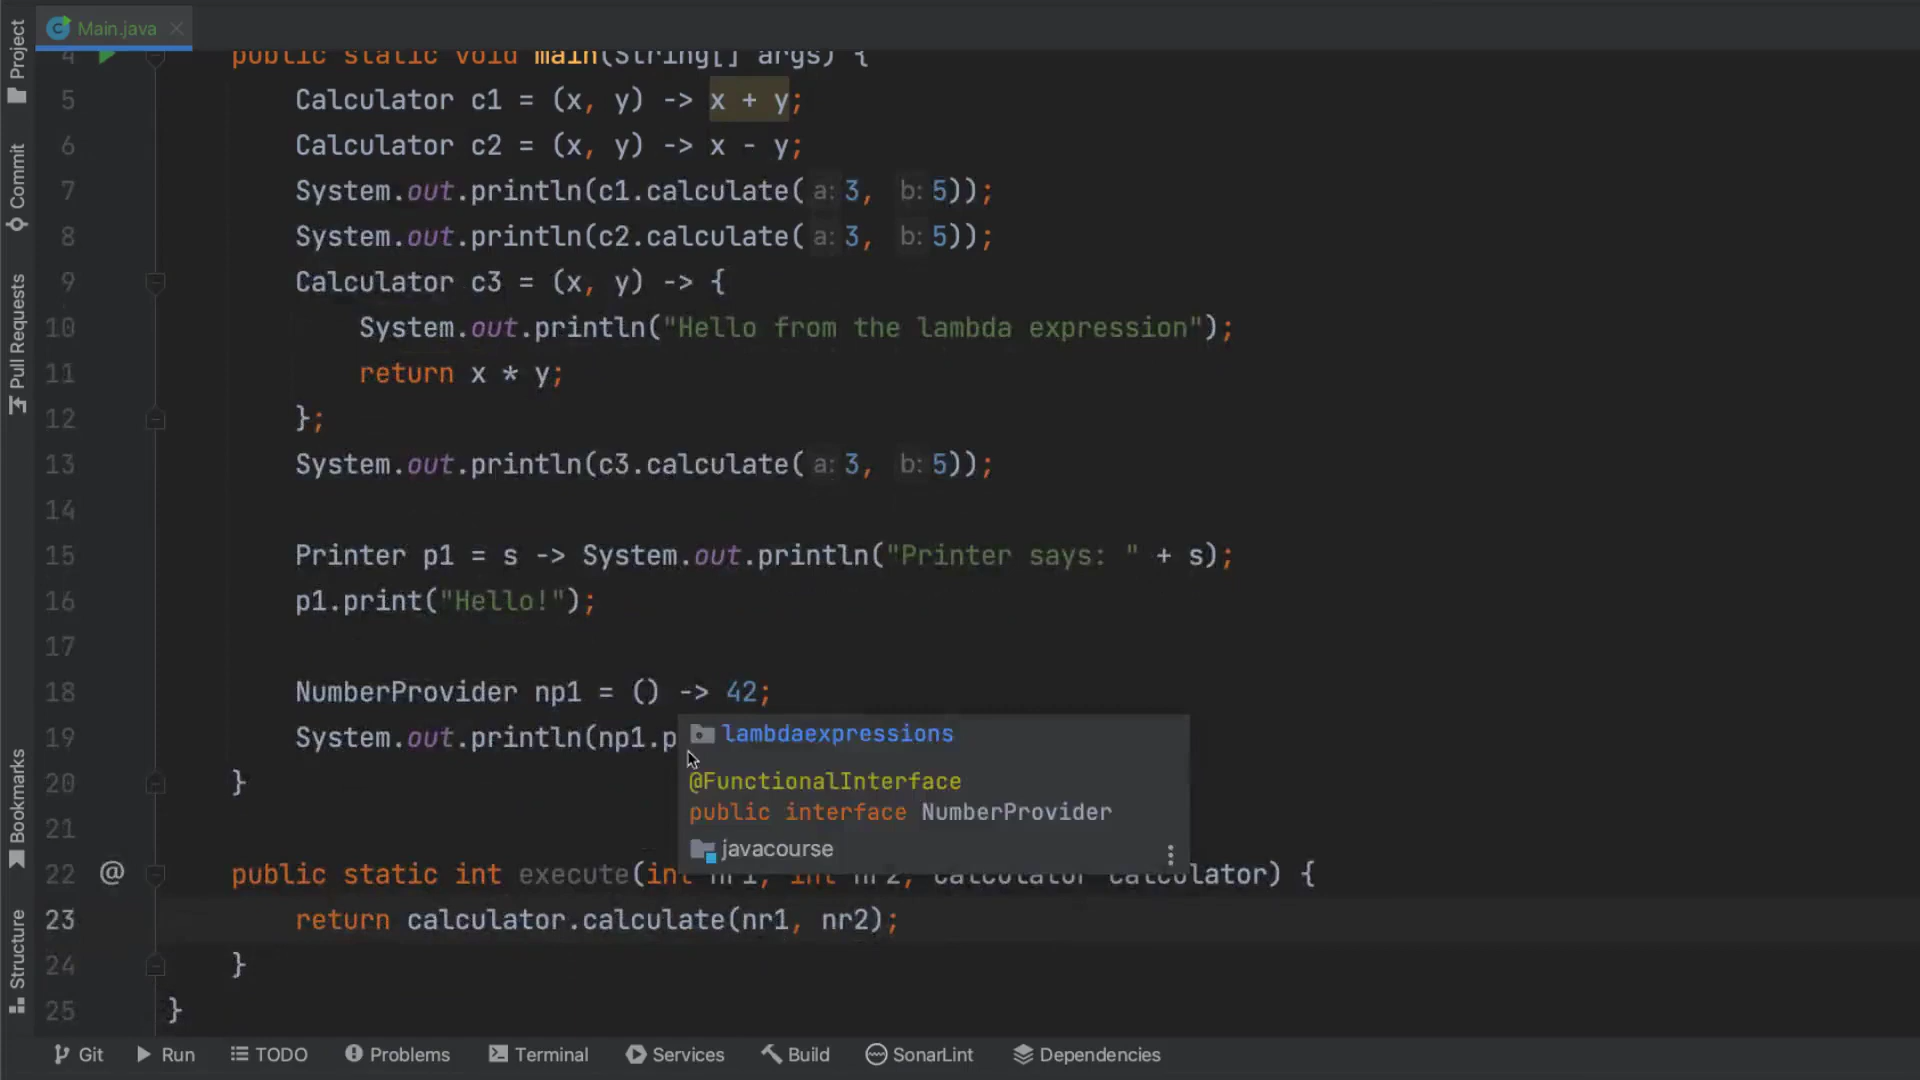 Main.java
Project
Commit
Pull Requests
Bookmarks
Structure
4 public static void main(String[] args) {
5 Calculator c1 = (x, y) -> x + y;
6 Calculator c2 = (x, y) -> x - y;
7 System.out.println(c1.calculate( a: 3, b: 5));
8 System.out.println(c2.calculate( a: 3, b: 5));
9 Calculator c3 = (x, y) -> {
10 System.out.println("Hello from the lambda expression");
11 return x * y;
12 };
13 System.out.println(c3.calculate( a: 3, b: 5));
14
15 Printer p1 = s -> System.out.println("Printer says: " + s);
16 p1.print("Hello!");
17
18 NumberProvider np1 = () -> 42;
19 System.out.println(np1.p
20 }
21
22 @ public static int execute(int nr1, int nr2, Calculator calculator) {
23 return calculator.calculate(nr1, nr2);
24 }
25 }
lambdaexpressions
@FunctionalInterface
public interface NumberProvider
javacourse
Git Run TODO Problems Terminal Services Build SonarLint Dependencies